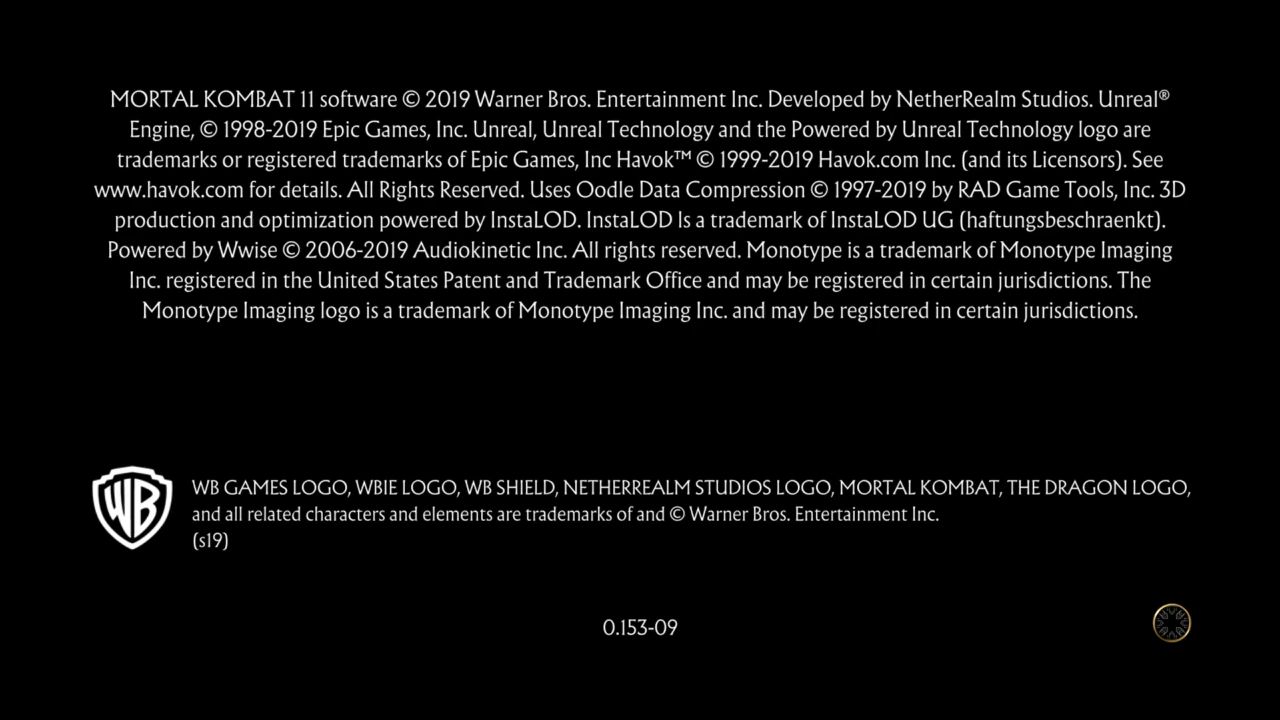 MORTAL KOMBAT 11 software © 2019 Warner Bros. Entertainment Inc. Developed by NetherRealm Studios. Unreal®
Engine, © 1998-2019 Epic Games, Inc. Unreal, Unreal Technology and the Powered by Unreal Technology logo are
trademarks or registered trademarks of Epic Games, Inc Havok™ © 1999-2019 Havok.com Inc. (and its Licensors). See
www.havok.com for details. All Rights Reserved. Uses Oodle Data Compression © 1997-2019 by RAD Game Tools, Inc. 3D
production and optimization powered by InstaLOD. InstaLOD Is a trademark of InstaLOD UG (haftungsbeschraenkt).
Powered by Wwise © 2006-2019 Audiokinetic Inc. All rights reserved. Monotype is a trademark of Monotype Imaging
Inc. registered in the United States Patent and Trademark Office and may be registered in certain jurisdictions. The
Monotype Imaging logo is a trademark of Monotype Imaging Inc. and may be registered in certain jurisdictions.
WB
WB GAMES LOGO, WBIE LOGO, WB SHIELD, NETHERREALM STUDIOS LOGO, MORTAL KOMBAT, THE DRAGON LOGO,
and all related characters and elements are trademarks of and © Warner Bros. Entertainment Inc.
(s19)
0.153-09